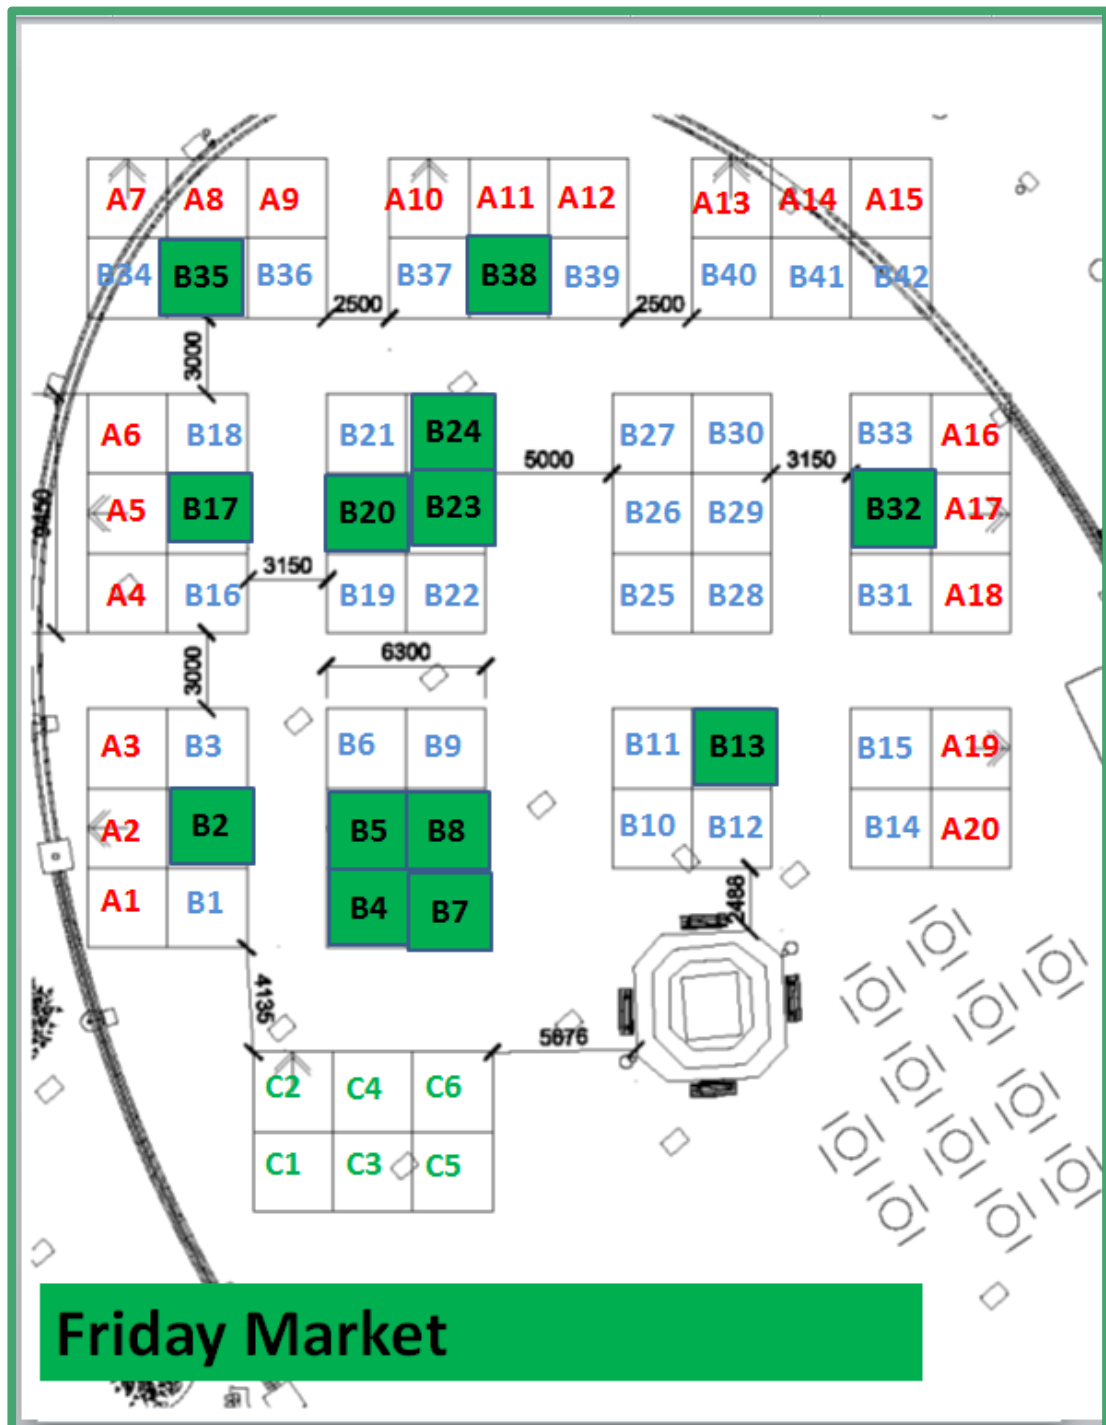 A7 A8 A9 A10 A11 A12 A13 A14 A15
B34 B35 B36 B37 B38 B39 B40 B41 B42
2500 2500
3000
A6 B18 B21 B24 B27 B30 B33 A16
5000 3150
A5 B17 B20 B23 B26 B29 B32 A17
9450
3150
A4 B16 B19 B22 B25 B28 B31 A18
6300
3000
A3 B3 B6 B9 B11 B13 B15 A19
A2 B2 B5 B8 B10 B12 B14 A20
A1 B1 B4 B7
2488
4135
5676
C2 C4 C6
C1 C3 C5
Friday Market